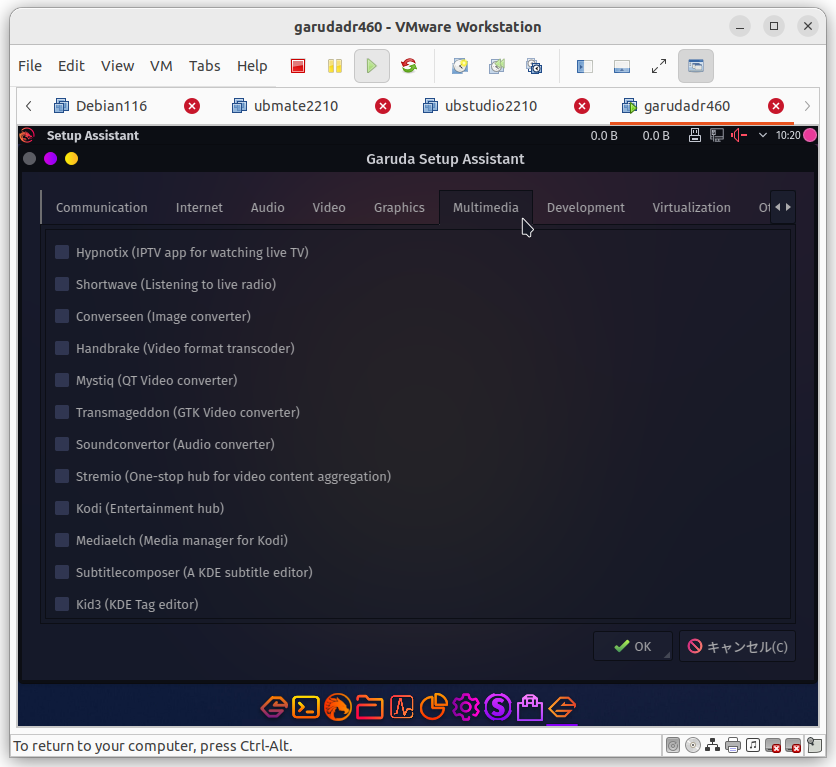 garudadr460 - VMware Workstation
File Edit View VM Tabs Help
Debian116 ubmate2210 ubstudio2210 garudadr460
Setup Assistant 0.0 B 0.0 B 10:20
Garuda Setup Assistant
Communication Internet Audio Video Graphics Multimedia Development Virtualization
Hypnotix (IPTV app for watching live TV)
Shortwave (Listening to live radio)
Converseen (Image converter)
Handbrake (Video format transcoder)
Mystiq (QT Video converter)
Transmageddon (GTK Video converter)
Soundconvertor (Audio converter)
Stremio (One-stop hub for video content aggregation)
Kodi (Entertainment hub)
Mediaelch (Media manager for Kodi)
Subtitlecomposer (A KDE subtitle editor)
Kid3 (KDE Tag editor)
OK キャンセル(C)
To return to your computer, press Ctrl-Alt.